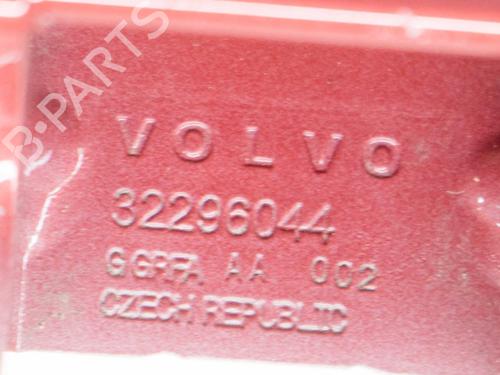 B-PARTS
VOLVO
32296044
GGRFA AA 002
CZECH REPUBLIC